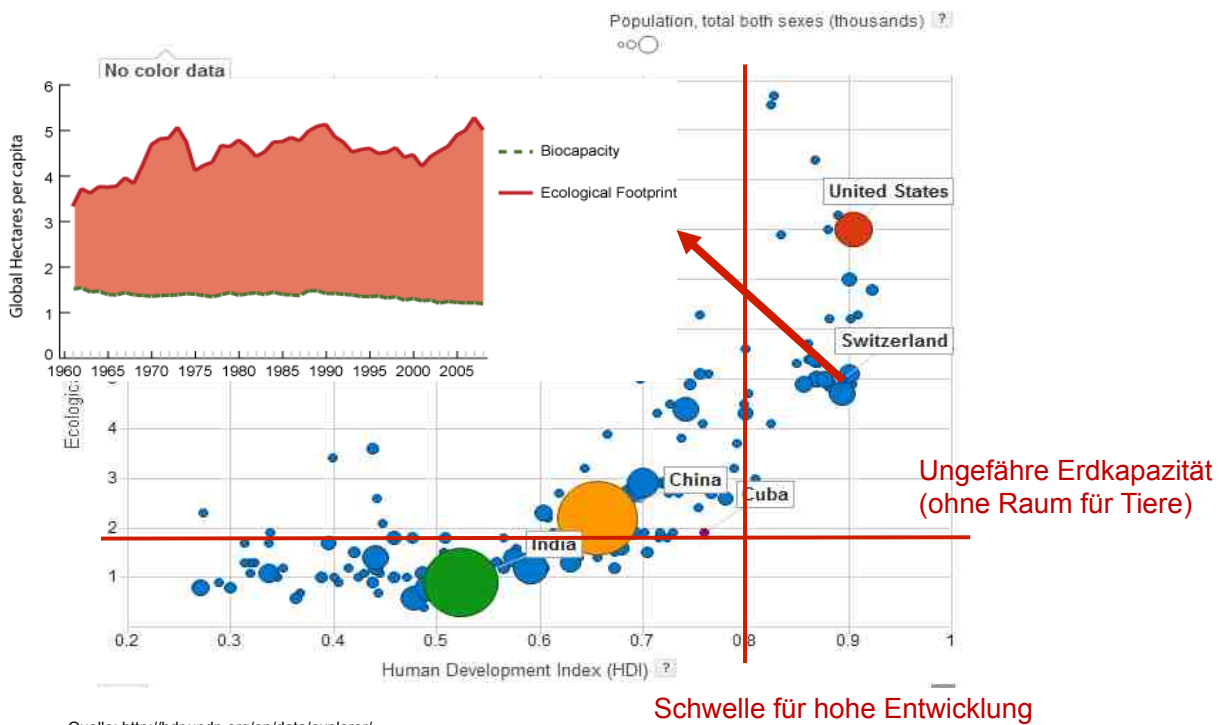 Population, total both sexes (thousands) ?
No color data
6
5
4
3
2
1
0
Global Hectares per capita
1960 1965 1970 1975 1980 1985 1990 1995 2000 2005
Biocapacity
Ecological Footprint
United States
Switzerland
China
Cuba
India
4
3
2
1
0.2 0.3 0.4 0.5 0.6 0.7 0.8 0.9 1
Human Development Index (HDI) ?
Ungefähre Erdkapazität
(ohne Raum für Tiere)
Schwelle für hohe Entwicklung